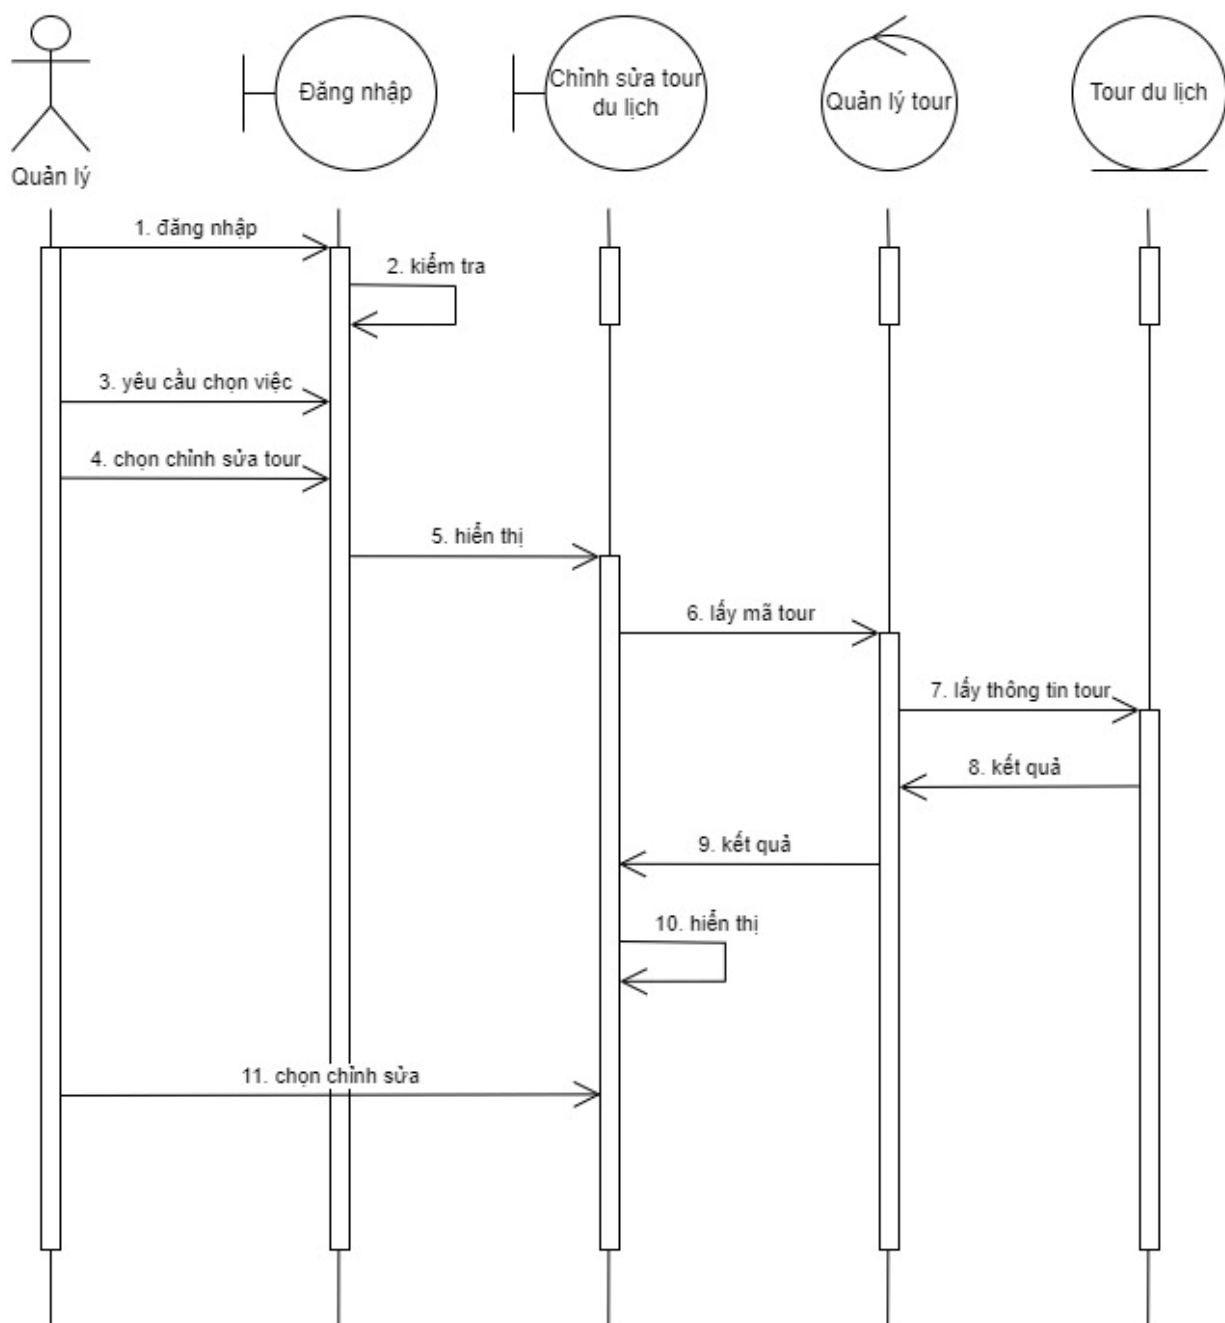 Đăng nhập
Chỉnh sửa tour
du lịch
Quản lý tour
Tour du lịch
Quản lý
1. đăng nhập
2. kiểm tra
3. yêu cầu chọn việc
4. chọn chỉnh sửa tour
5. hiển thị
6. lấy mã tour
7. lấy thông tin tour
8. kết quả
9. kết quả
10. hiển thị
11. chọn chỉnh sửa